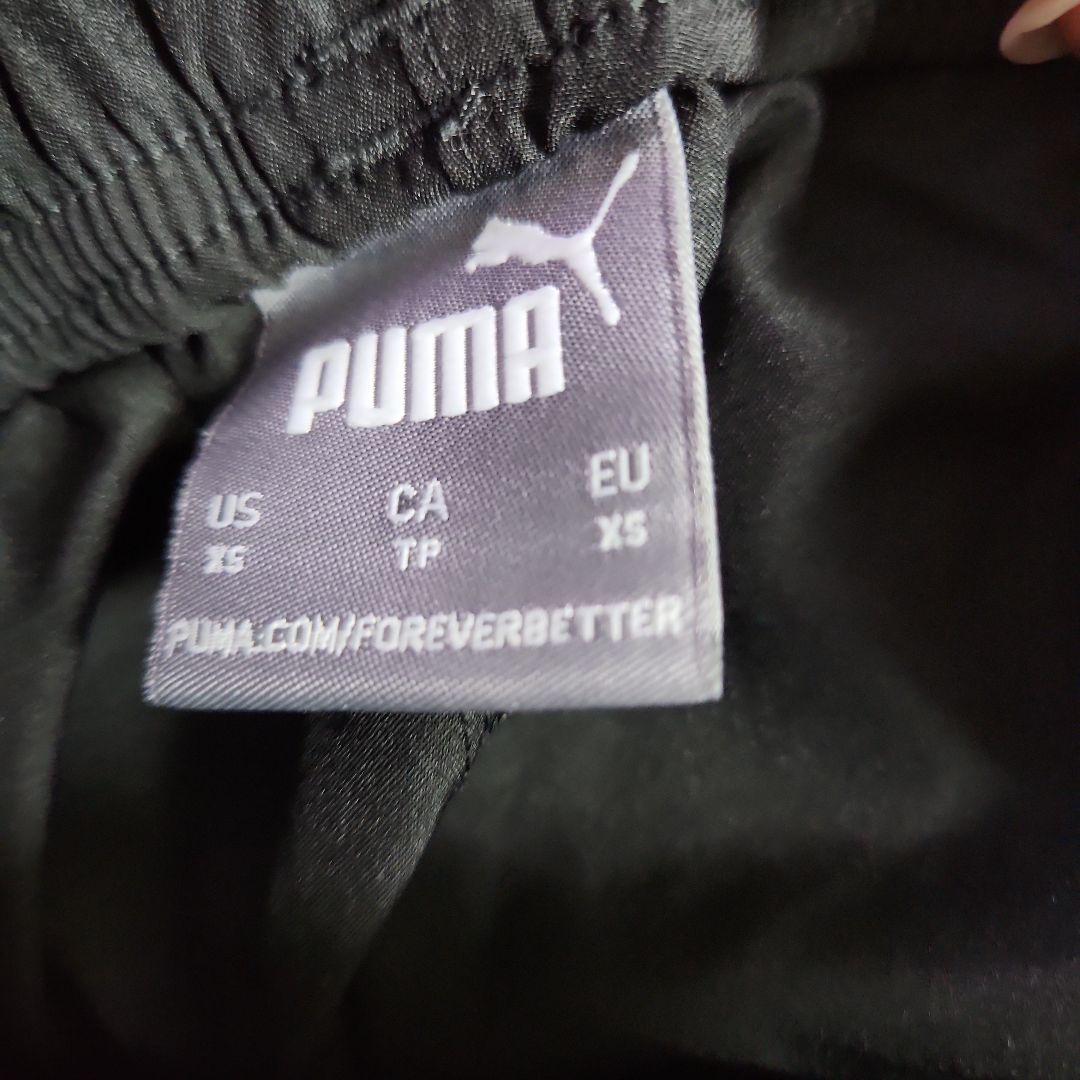 PUMA
US CA EU
XS TP XS
PUMA.COM/FOREVERBETTER